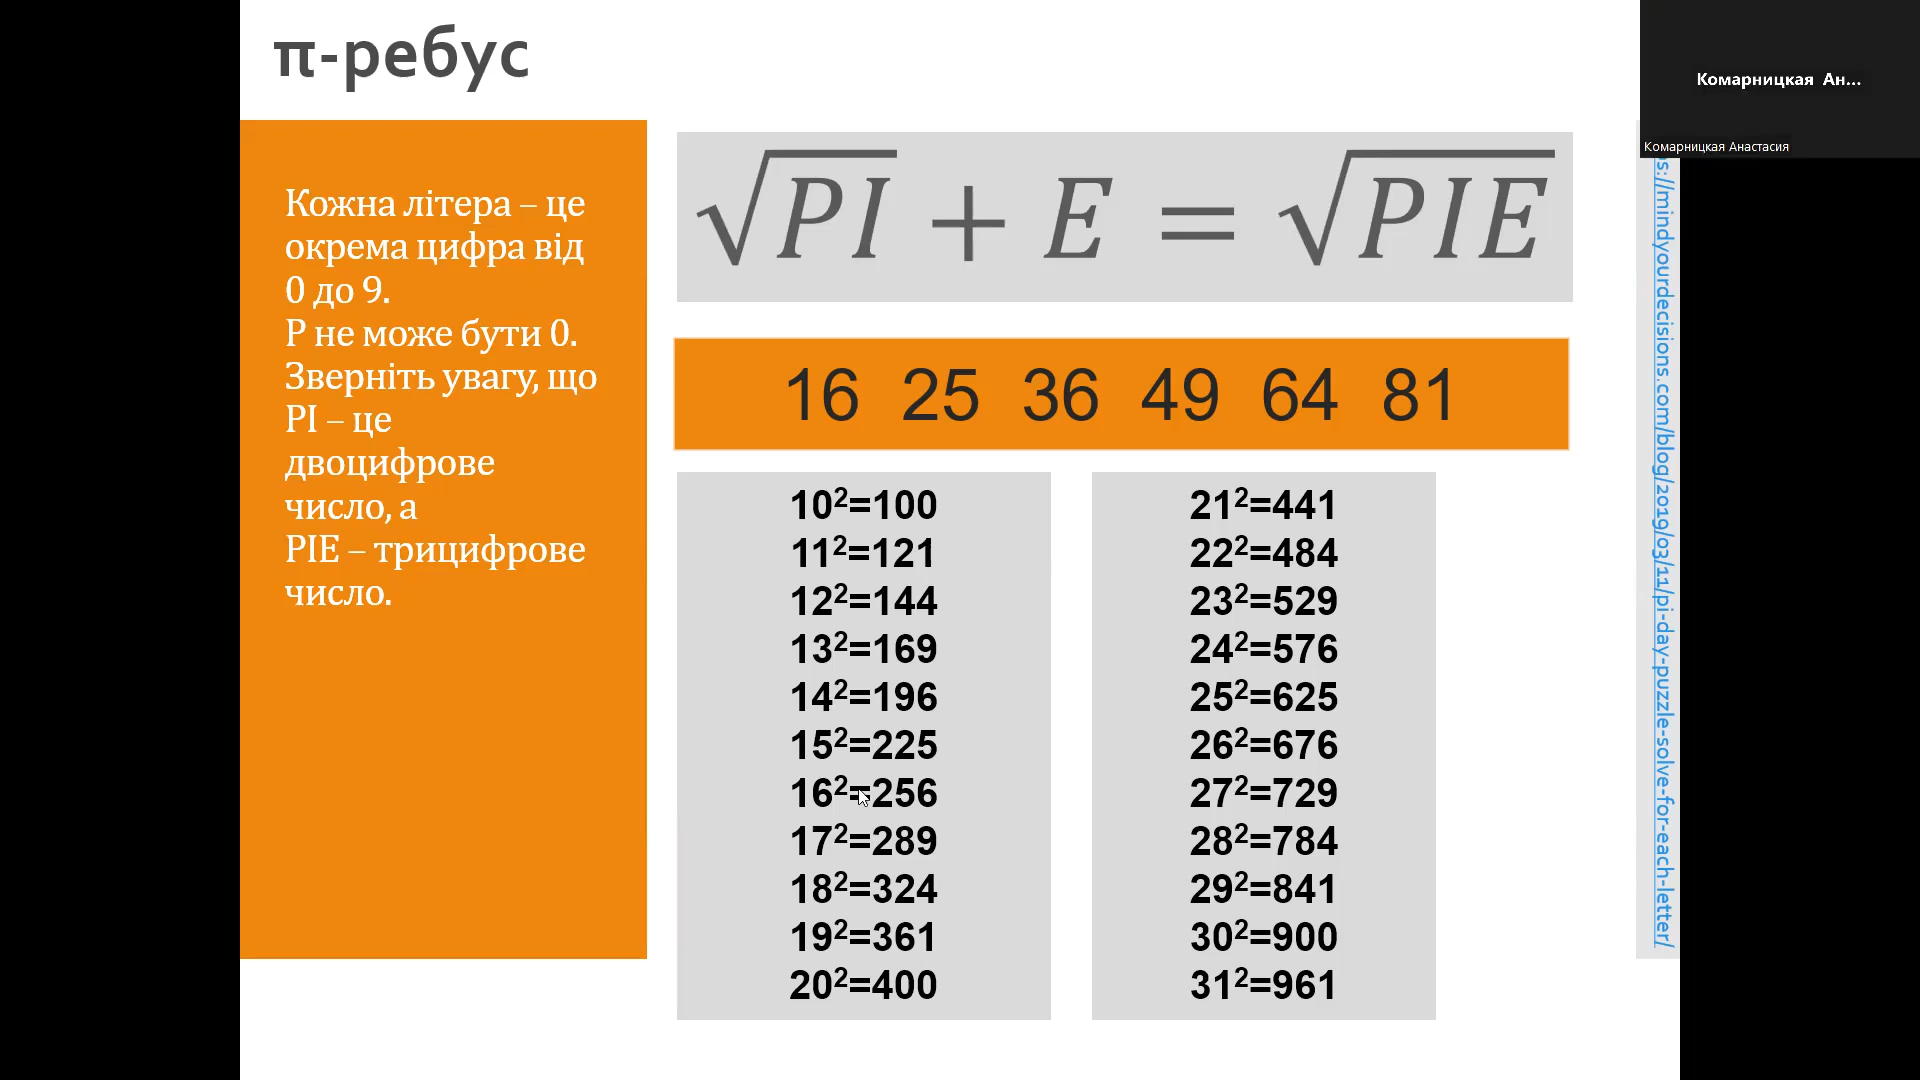 π-ребус
Кожна літера – це
окрема цифра від
0 до 9.
P не може бути 0.
Зверніть увагу, що
PI – це
двоцифрове
число, а
PIE – трицифрове
число.
√PI + E = √PIE
16 25 36 49 64 81
10²=100
11²=121
12²=144
13²=169
14²=196
15²=225
16²=256
17²=289
18²=324
19²=361
20²=400
21²=441
22²=484
23²=529
24²=576
25²=625
26²=676
27²=729
28²=784
29²=841
30²=900
31²=961
Комарницкая Ан...
Комарницкая Анастасия
ps://mindyourdecisions.com/blog/2019/03/11/pi-day-puzzle-solve-for-each-letter/